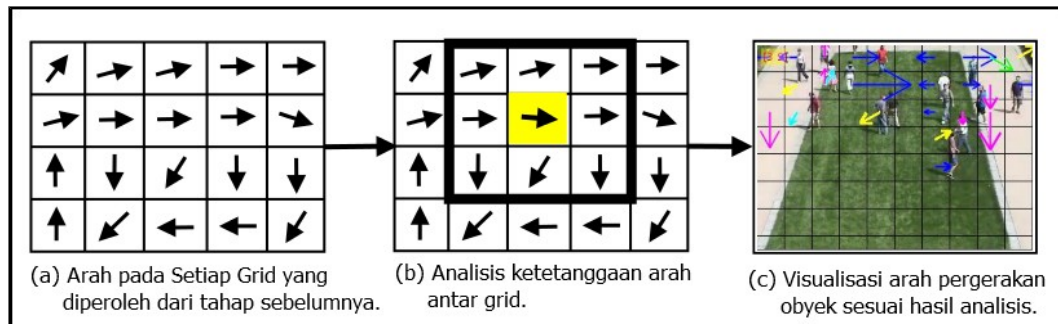 (a) Arah pada Setiap Grid yang
diperoleh dari tahap sebelumnya.
(b) Analisis ketetanggaan arah
antar grid.
(c) Visualisasi arah pergerakan
obyek sesuai hasil analisis.